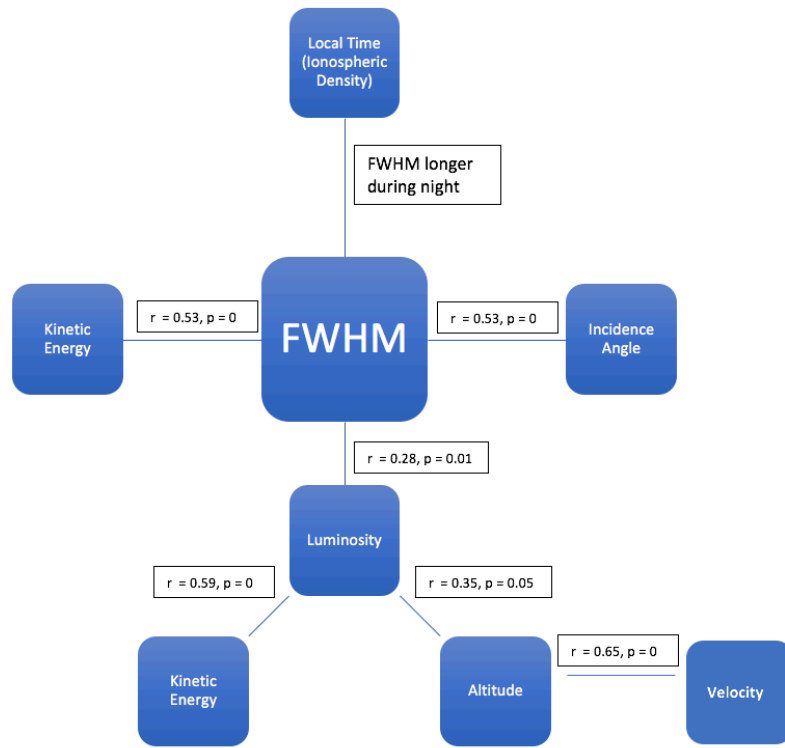 Local Time
(Ionospheric
Density)
FWHM longer
during night
Kinetic
Energy
r = 0.53, p = 0
FWHM
r = 0.53, p = 0
Incidence
Angle
r = 0.28, p = 0.01
Luminosity
r = 0.59, p = 0
r = 0.35, p = 0.05
Kinetic
Energy
Altitude
r = 0.65, p = 0
Velocity